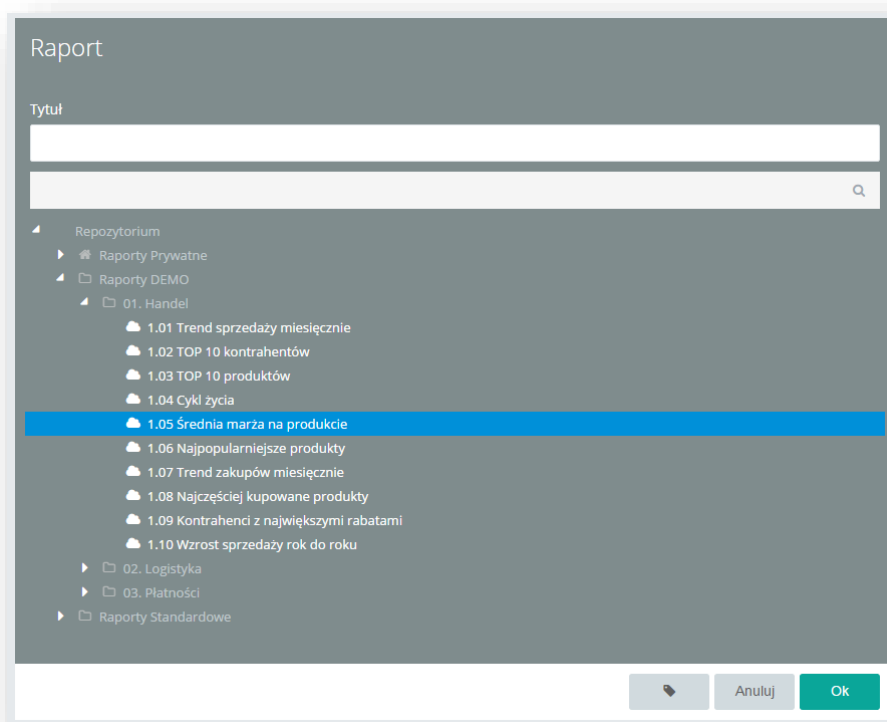 Raport
Tytuł
Repozytorium
Raporty Prywatne
Raporty DEMO
01. Handel
1.01 Trend sprzedaży miesięcznie
1.02 TOP 10 kontrahentów
1.03 TOP 10 produktów
1.04 Cykl życia
1.05 Średnia marża na produkcie
1.06 Najpopularniejsze produkty
1.07 Trend zakupów miesięcznie
1.08 Najczęściej kupowane produkty
1.09 Kontrahenci z największymi rabatami
1.10 Wzrost sprzedaży rok do roku
02. Logistyka
03. Płatności
Raporty Standardowe
Anuluj Ok